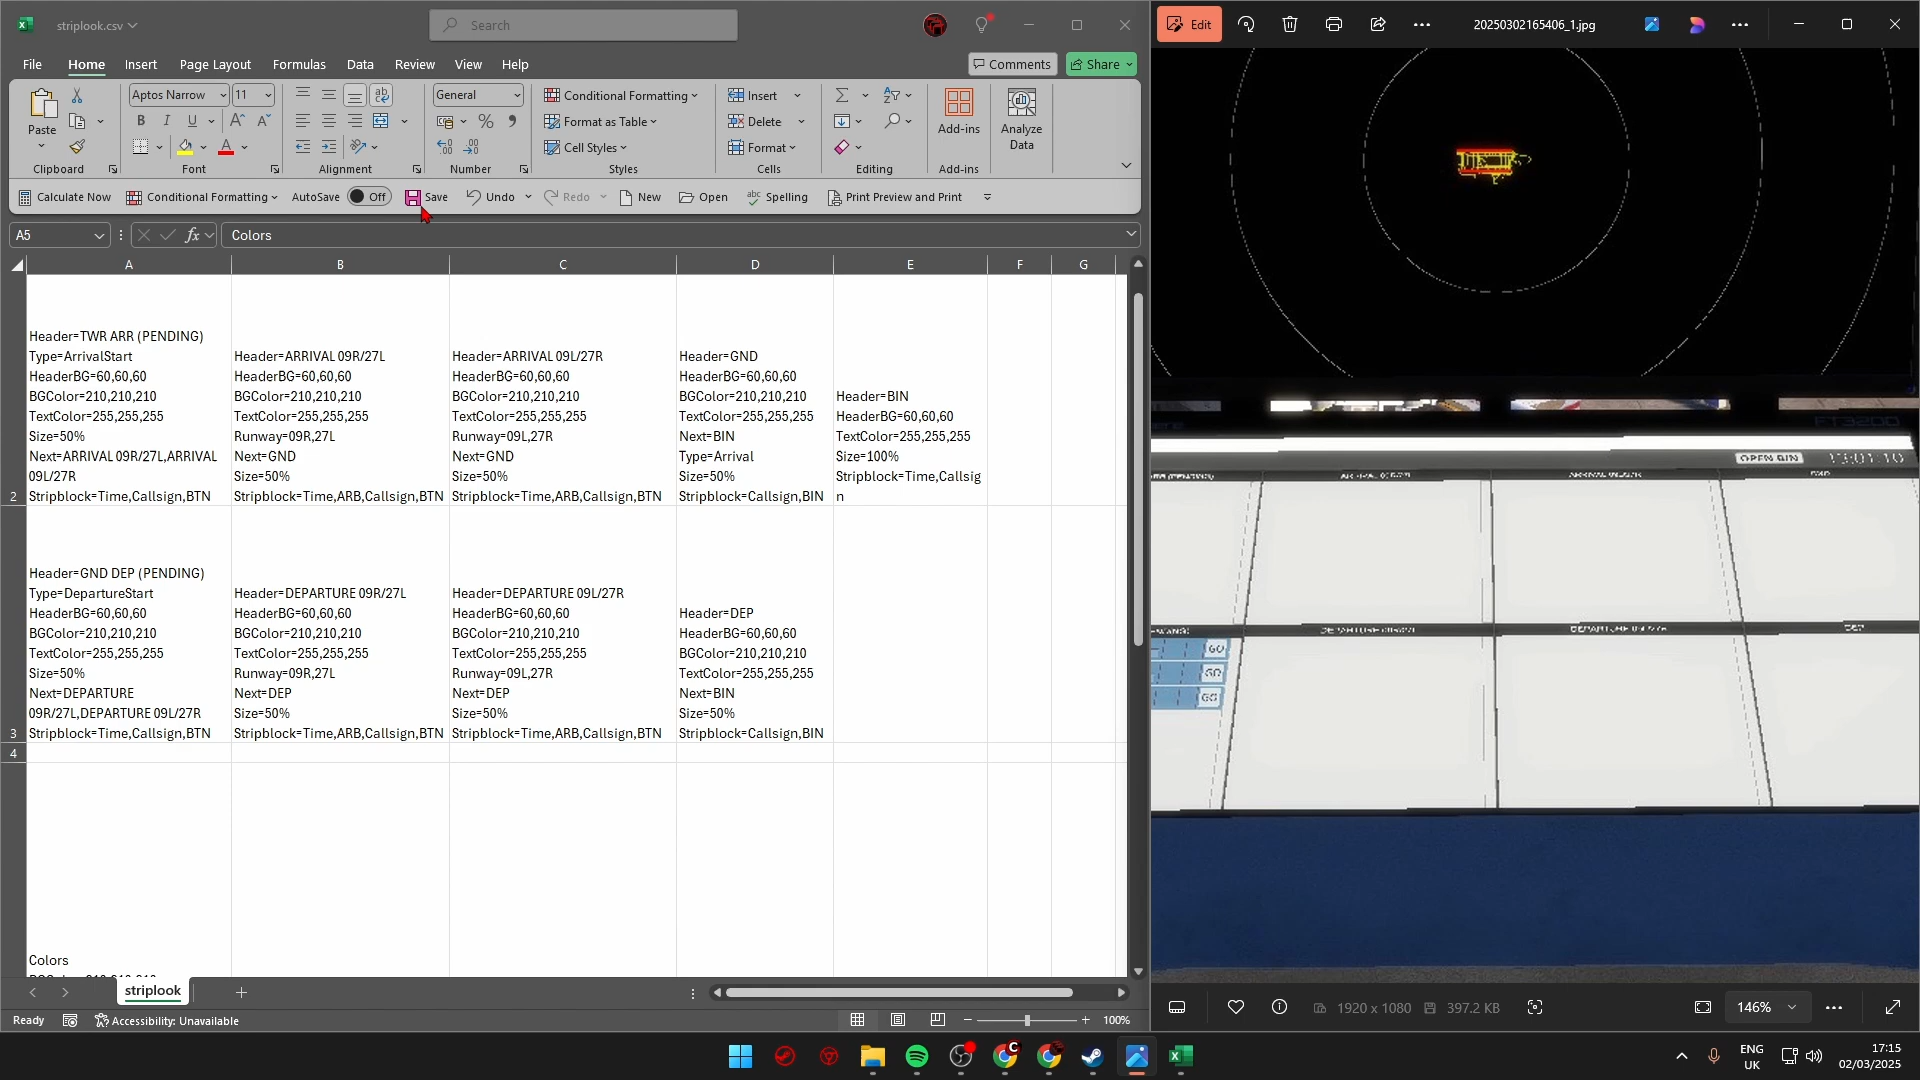 striplook.csv
Search
File Home Insert Page Layout Formulas Data Review View Help
Comments
Share
Paste
Clipboard
Aptos Narrow
11
B I U
Font
ab
Alignment
General
Number
Conditional Formatting
Format as Table
Cell Styles
Styles
Insert
Delete
Format
Cells
Editing
Add-ins
Add-ins
Analyze
Data
Calculate Now
Conditional Formatting
AutoSave
Off
Save
Undo
Redo
New
Open
Spelling
Print Preview and Print
A5
fx
Colors
A B C D E F G
Header=TWR ARR (PENDING)
Type=ArrivalStart
HeaderBG=60,60,60
BGColor=210,210,210
TextColor=255,255,255
Size=50%
Next=ARRIVAL 09R/27L,ARRIVAL
09L/27R
Stripblock=Time,Callsign,BTN
Header=ARRIVAL 09R/27L
HeaderBG=60,60,60
BGColor=210,210,210
TextColor=255,255,255
Runway=09R,27L
Next=GND
Size=50%
Stripblock=Time,ARB,Callsign,BTN
Header=ARRIVAL 09L/27R
HeaderBG=60,60,60
BGColor=210,210,210
TextColor=255,255,255
Runway=09L,27R
Next=GND
Size=50%
Stripblock=Time,ARB,Callsign,BTN
Header=GND
HeaderBG=60,60,60
BGColor=210,210,210
TextColor=255,255,255
Next=BIN
Type=Arrival
Size=50%
Stripblock=Callsign,BIN
Header=BIN
HeaderBG=60,60,60
TextColor=255,255,255
Size=100%
Stripblock=Time,Callsig
n
2
Header=GND DEP (PENDING)
Type=DepartureStart
HeaderBG=60,60,60
BGColor=210,210,210
TextColor=255,255,255
Size=50%
Next=DEPARTURE
09R/27L,DEPARTURE 09L/27R
Stripblock=Time,Callsign,BTN
Header=DEPARTURE 09R/27L
HeaderBG=60,60,60
BGColor=210,210,210
TextColor=255,255,255
Runway=09R,27L
Next=DEP
Size=50%
Stripblock=Time,ARB,Callsign,BTN
Header=DEPARTURE 09L/27R
HeaderBG=60,60,60
BGColor=210,210,210
TextColor=255,255,255
Runway=09L,27R
Next=DEP
Size=50%
Stripblock=Time,ARB,Callsign,BTN
Header=DEP
HeaderBG=60,60,60
BGColor=210,210,210
TextColor=255,255,255
Next=BIN
Size=50%
Stripblock=Callsign,BIN
3
4
Colors
striplook
Ready
Accessibility: Unavailable
100%
Edit
20250302165406_1.jpg
FT3200
OPEN BIN
13:01:10
DEP
GO
GO
GO
1920 x 1080
397.2 KB
146%
ENG
UK
17:15
02/03/2025